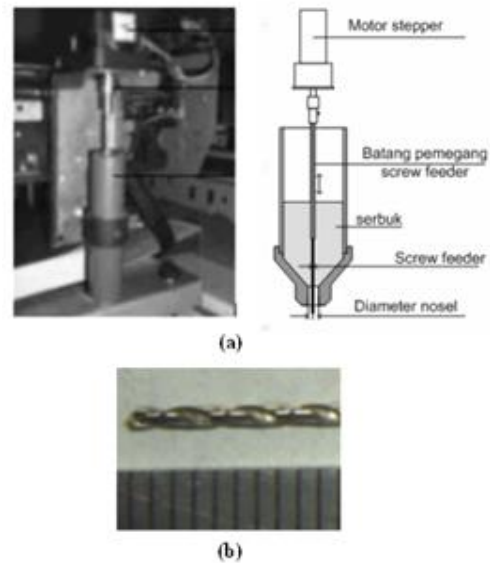 Motor stepper
Batang pemegang
screw feeder
serbuk
Screw feeder
Diameter nosel
(a)
(b)